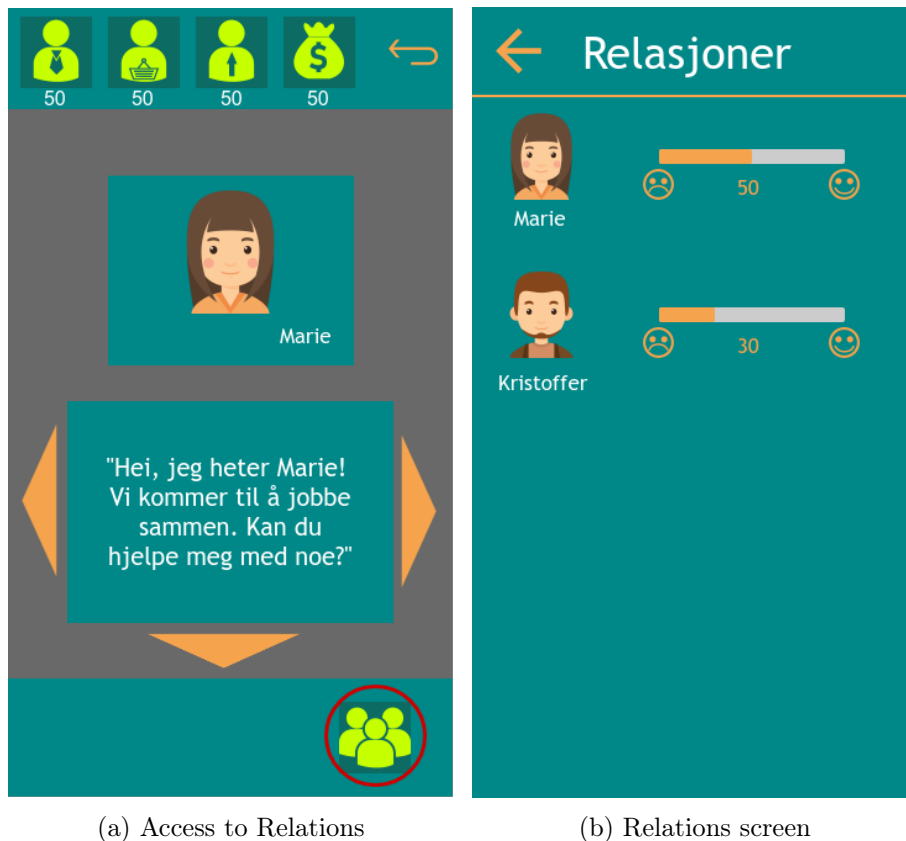 50 50 50 50
Marie
"Hei, jeg heter Marie!
Vi kommer til å jobbe
sammen. Kan du
hjelpe meg med noe?"
(a) Access to Relations
Relasjoner
50
Marie
30
Kristoffer
(b) Relations screen